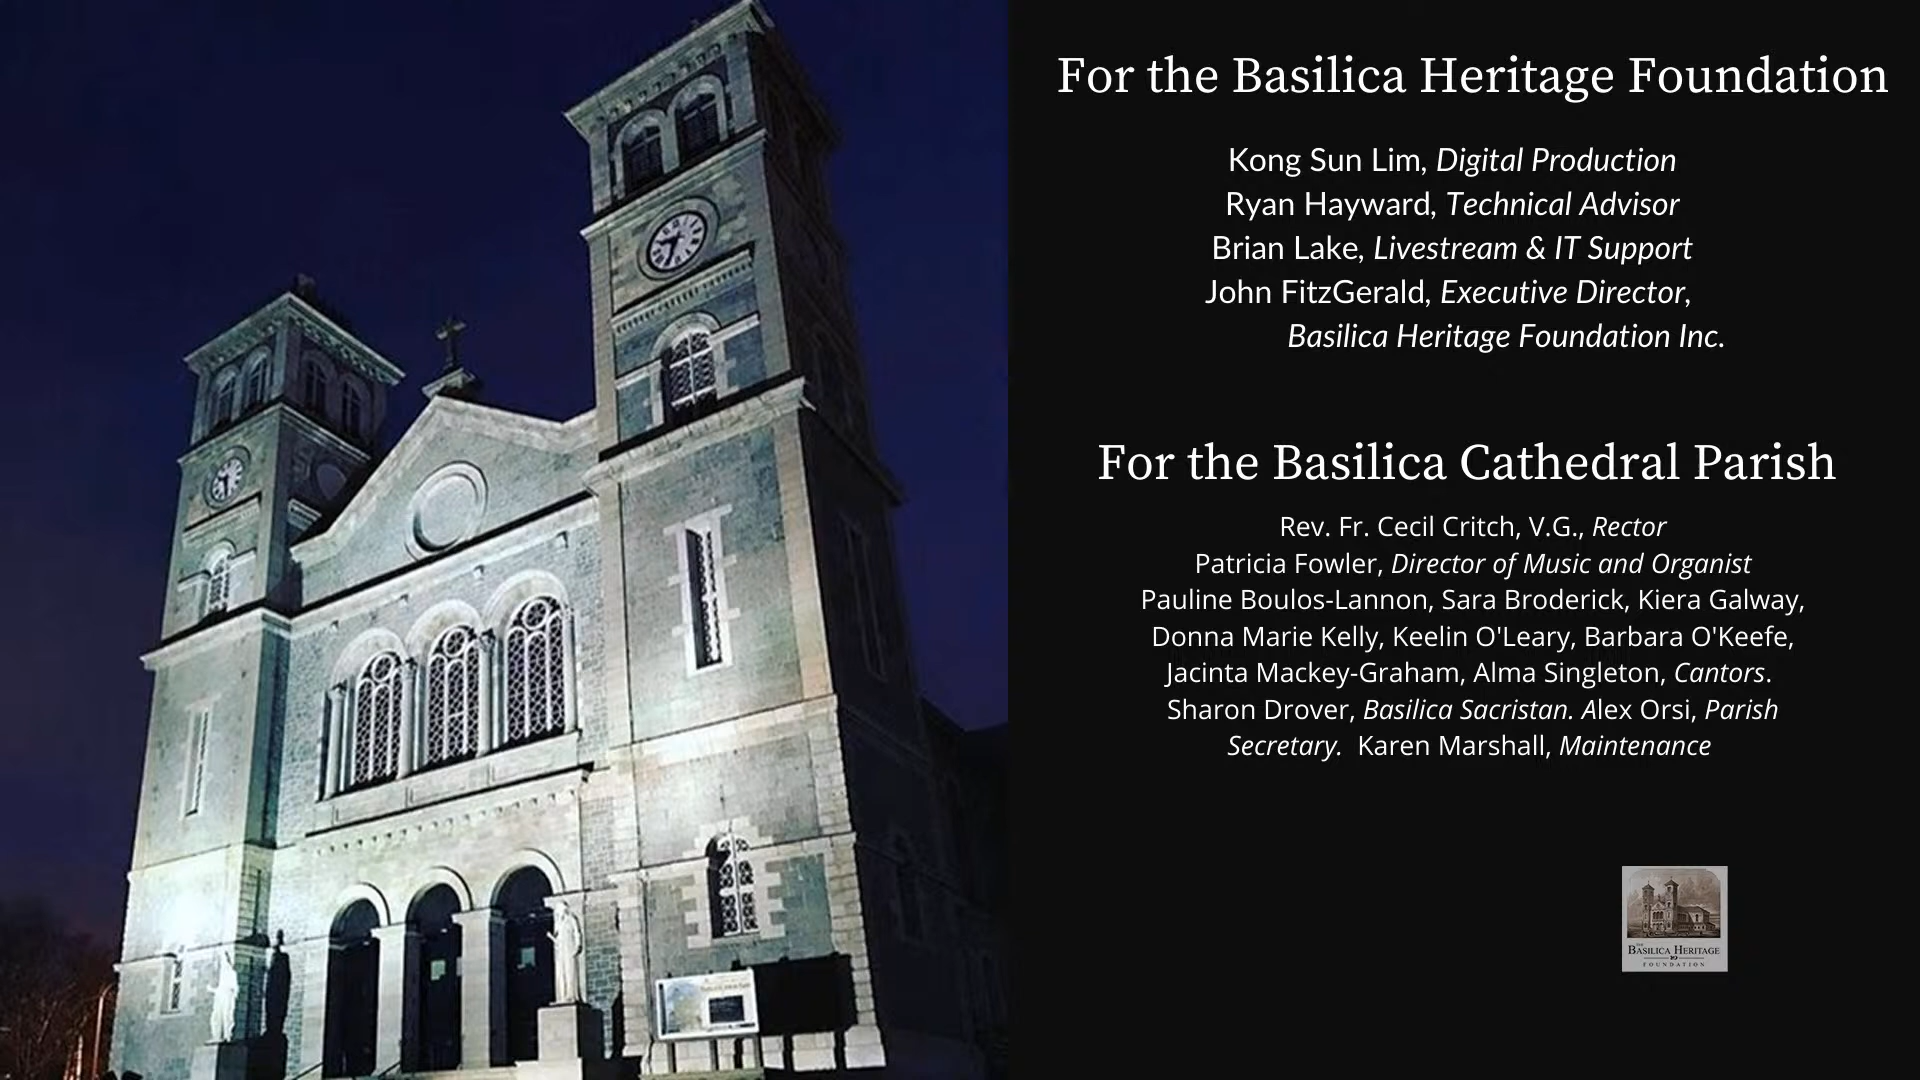 For the Basilica Heritage Foundation
Kong Sun Lim, Digital Production
Ryan Hayward, Technical Advisor
Brian Lake, Livestream & IT Support
John FitzGerald, Executive Director,
Basilica Heritage Foundation Inc.
For the Basilica Cathedral Parish
Rev. Fr. Cecil Critch, V.G., Rector
Patricia Fowler, Director of Music and Organist
Pauline Boulos-Lannon, Sara Broderick, Kiera Galway,
Donna Marie Kelly, Keelin O'Leary, Barbara O'Keefe,
Jacinta Mackey-Graham, Alma Singleton, Cantors.
Sharon Drover, Basilica Sacristan. Alex Orsi, Parish
Secretary.  Karen Marshall, Maintenance
BASILICA HERITAGE
FOUNDATION